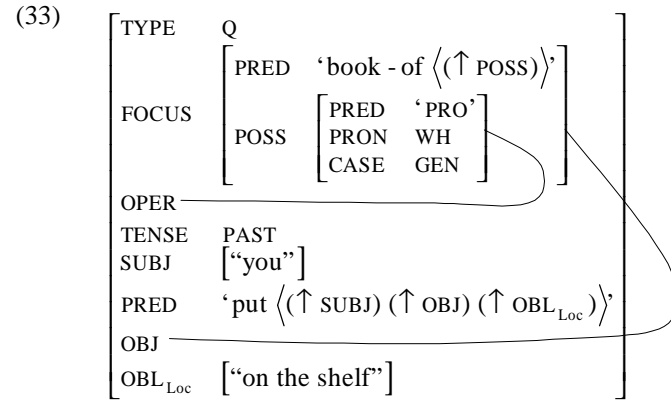 (33)
TYPE Q
PRED ‘book - of ⟨(↑ POSS)⟩’
FOCUS
PRED ‘PRO’
POSS PRON WH
CASE GEN
OPER
TENSE PAST
SUBJ [“you”]
PRED ‘put ⟨(↑ SUBJ) (↑ OBJ) (↑ OBL_Loc)⟩’
OBJ
OBL_Loc [“on the shelf”]